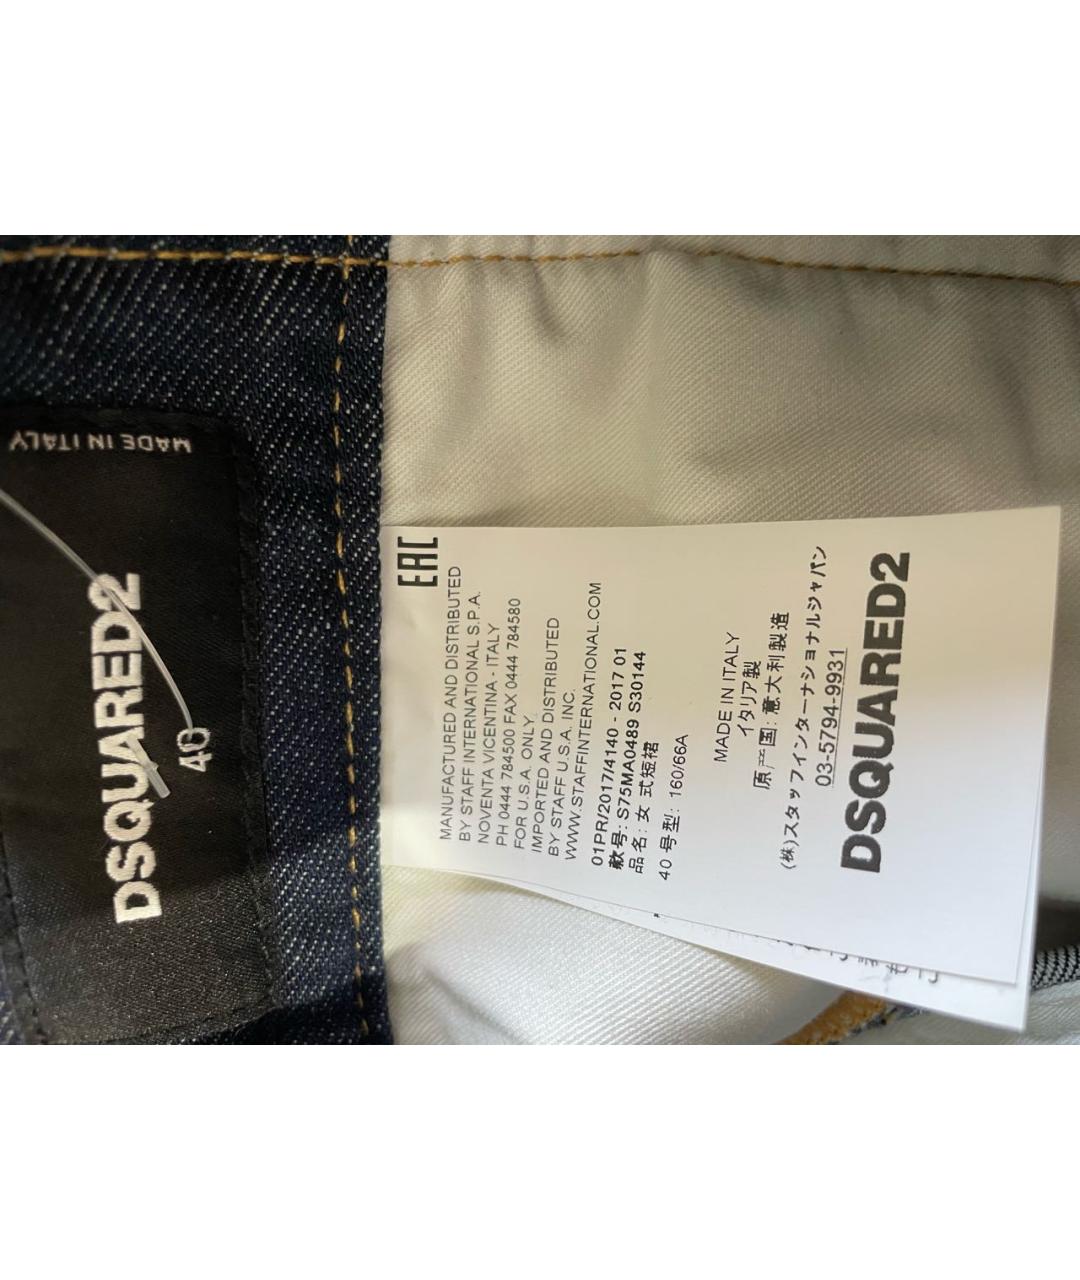 MADE IN ITALY
DSQUARED2
40
EAC
MANUFACTURED AND DISTRIBUTED
BY STAFF INTERNATIONAL S.P.A.
NOVENTA VICENTINA - ITALY
PH 0444 784500 FAX 0444 784580
FOR U.S.A. ONLY
IMPORTED AND DISTRIBUTED
BY STAFF U.S.A. INC.
WWW.STAFFINTERNATIONAL.COM
01PR/2017/4140 - 2017 01
款号: S75MA0489 S30144
品名: 女 式短裙
40 号型: 160/66A
MADE IN ITALY
イタリア製
原产国: 意大利製造
(株)スタッフインターナショナルジャパン
03-5794-9931
DSQUARED2